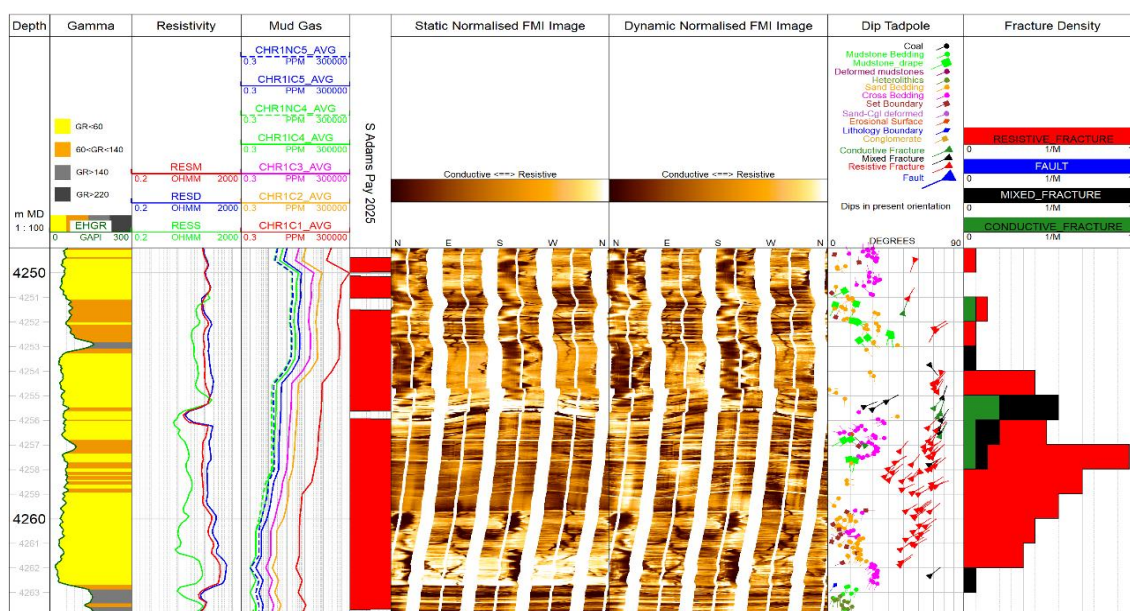 Depth Gamma Resistivity Mud Gas Static Normalised FMI Image Dynamic Normalised FMI Image Dip Tadpole Fracture Density
CHR1NC5_AVG
0.3 PPM 300000
CHR1IC5_AVG
0.3 PPM 300000
CHR1NC4_AVG
0.3 PPM 300000
CHR1IC4_AVG
0.3 PPM 300000
CHR1C3_AVG
0.3 PPM 300000
CHR1C2_AVG
0.3 PPM 300000
CHR1C1_AVG
0.3 PPM 300000
m MD
1 : 100
GR<60
60<GR<140
GR>140
GR>220
EHGR
0 GAPI 300
RESM
0.2 OHMM 2000
RESD
0.2 OHMM 2000
RESS
0.2 OHMM 2000
S Adams Pay 2025
Conductive <==> Resistive
N E S W N
Conductive <==> Resistive
N E S W N
Coal
Mudstone Bedding
Mudstone_drape
Deformed mudstones
Heterolithics
Sand Bedding
Cross Bedding
Set Boundary
Sand-Cgl deformed
Erosional Surface
Lithology Boundary
Conglomerate
Conductive Fracture
Mixed Fracture
Resistive Fracture
Fault
Dips in present orientation
0 DEGREES 90
RESISTIVE_FRACTURE
0 1/M 1
FAULT
0 1/M 1
MIXED_FRACTURE
0 1/M 1
CONDUCTIVE_FRACTURE
0 1/M 1
4250
4251
4252
4253
4254
4255
4256
4257
4258
4259
4260
4261
4262
4263